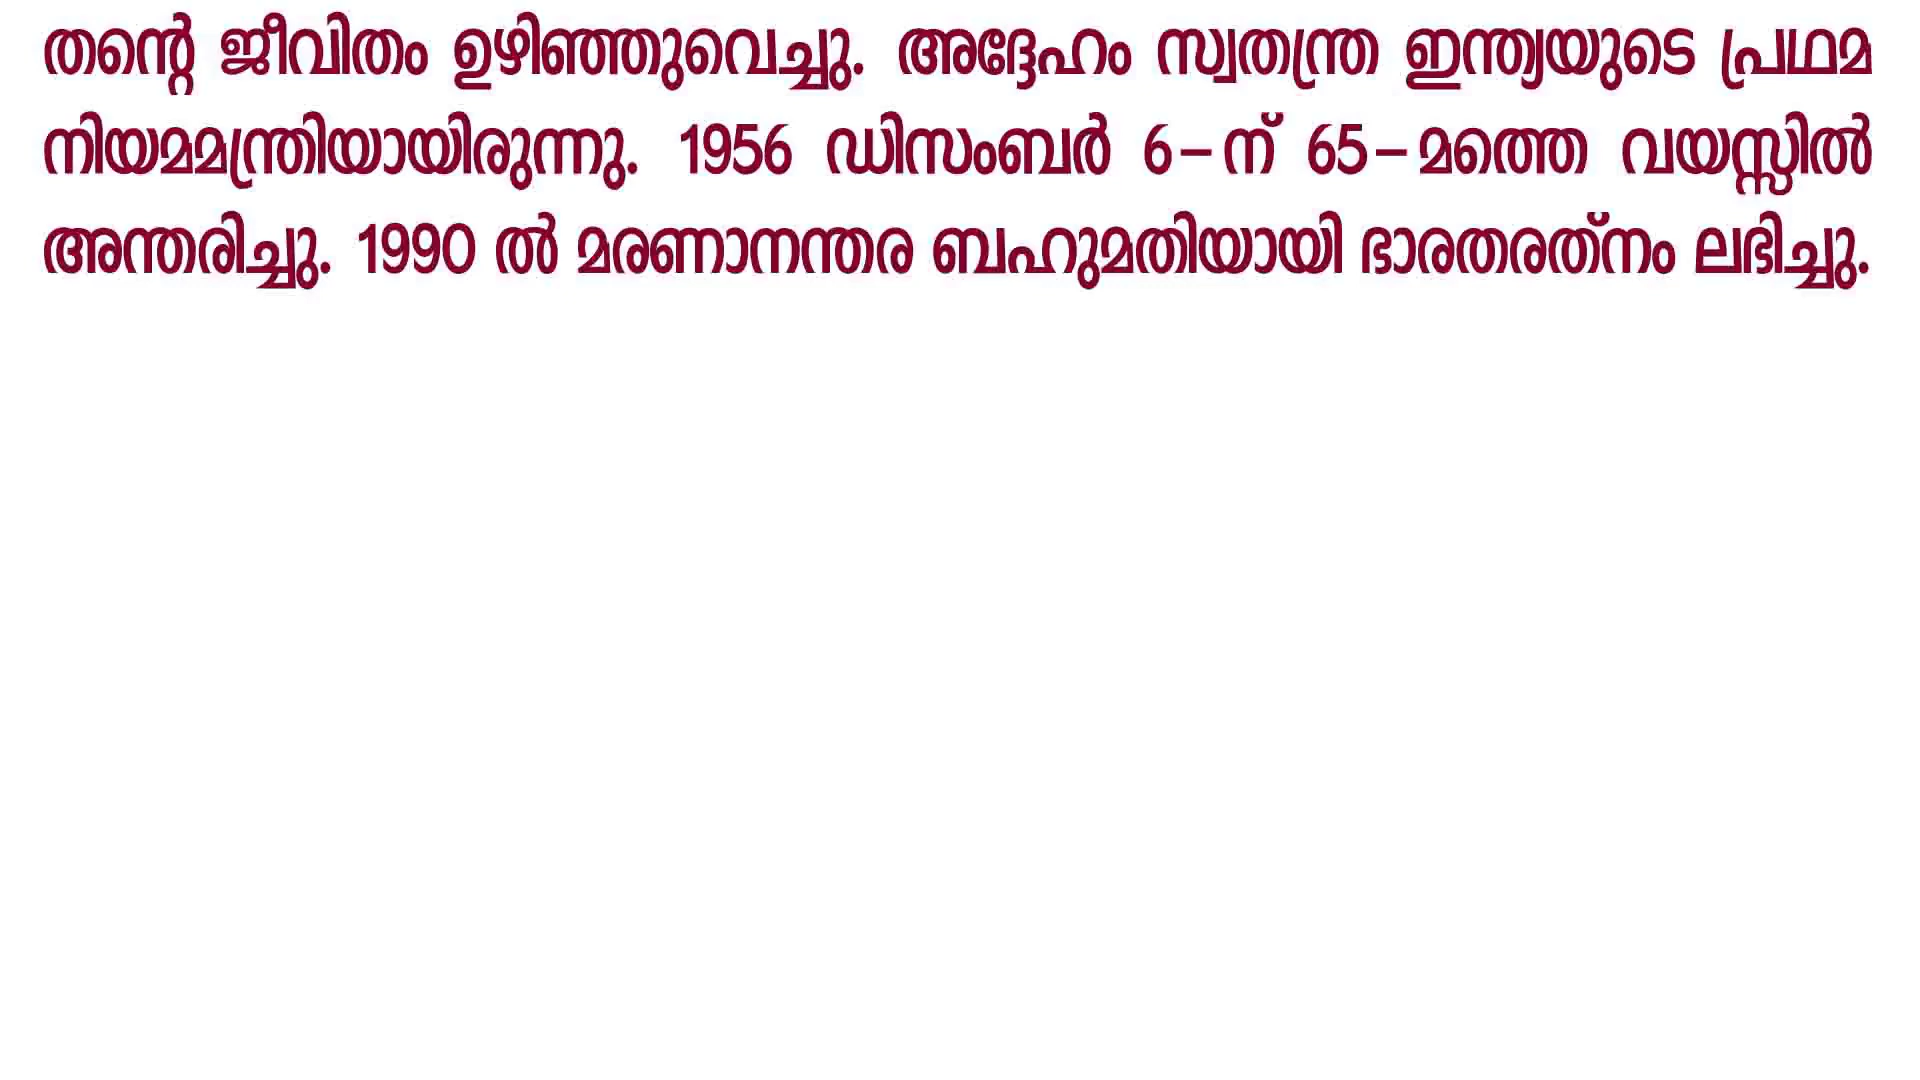 തന്റെ ജീവിതം ഉഴിഞ്ഞുവെച്ചു. അദ്ദേഹം സ്വതന്ത്ര ഇന്ത്യയുടെ പ്രഥമ
നിയമമന്ത്രിയായിരുന്നു. 1956 ഡിസംബർ 6-ന് 65-മത്തെ വയസ്സിൽ
അന്തരിച്ചു. 1990 ൽ മരണാനന്തര ബഹുമതിയായി ഭാരതരത്‌നം ലഭിച്ചു.